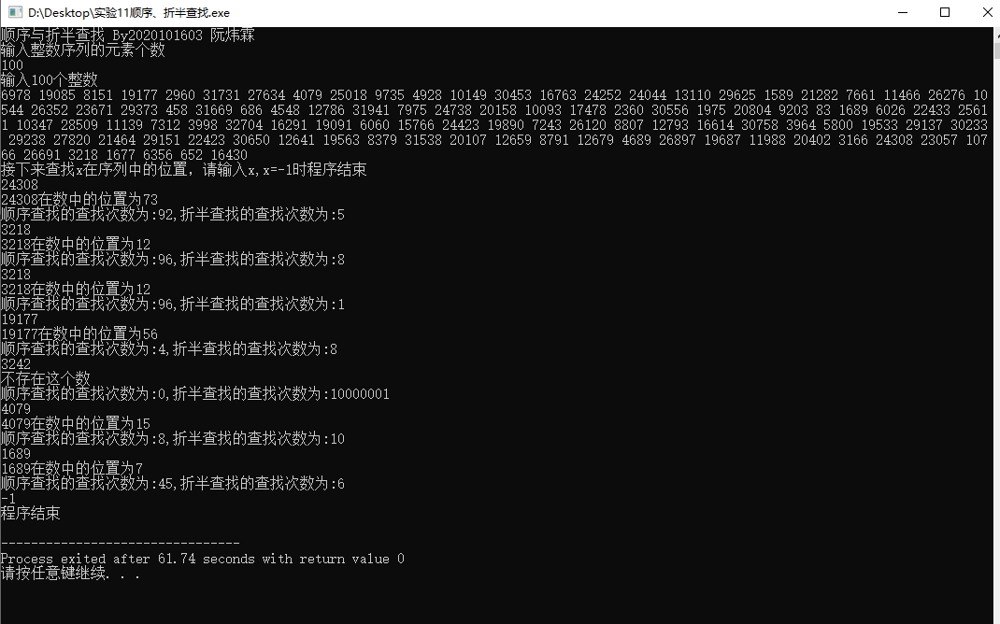 D:\Desktop\实验11顺序、折半查找.exe
顺序与折半查找 By2020101603 阮炜霖
输入整数序列的元素个数
100
输入100个整数
6978 19085 8151 19177 2960 31731 27634 4079 25018 9735 4928 10149 30453 16763 24252 24044 13110 29625 1589 21282 7661 11466 26276 10
544 26352 23671 29373 458 31669 686 4548 12786 31941 7975 24738 20158 10093 17478 2360 30556 1975 20804 9203 83 1689 6026 22433 2561
1 10347 28509 11139 7312 3998 32704 16291 19091 6060 15766 24423 19890 7243 26120 8807 12793 16614 30758 3964 5800 19533 29137 30233
 29238 27820 21464 29151 22423 30650 12641 19563 8379 31538 20107 12659 8791 12679 4689 26897 19687 11988 20402 3166 24308 23057 107
66 26691 3218 1677 6356 652 16430
接下来查找x在序列中的位置，请输入x,x=-1时程序结束
24308
24308在数中的位置为73
顺序查找的查找次数为:92,折半查找的查找次数为:5
3218
3218在数中的位置为12
顺序查找的查找次数为:96,折半查找的查找次数为:8
3218
3218在数中的位置为12
顺序查找的查找次数为:96,折半查找的查找次数为:1
19177
19177在数中的位置为56
顺序查找的查找次数为:4,折半查找的查找次数为:8
3242
不存在这个数
顺序查找的查找次数为:0,折半查找的查找次数为:10000001
4079
4079在数中的位置为15
顺序查找的查找次数为:8,折半查找的查找次数为:10
1689
1689在数中的位置为7
顺序查找的查找次数为:45,折半查找的查找次数为:6
-1
程序结束
--------------------------------
Process exited after 61.74 seconds with return value 0
请按任意键继续. . .